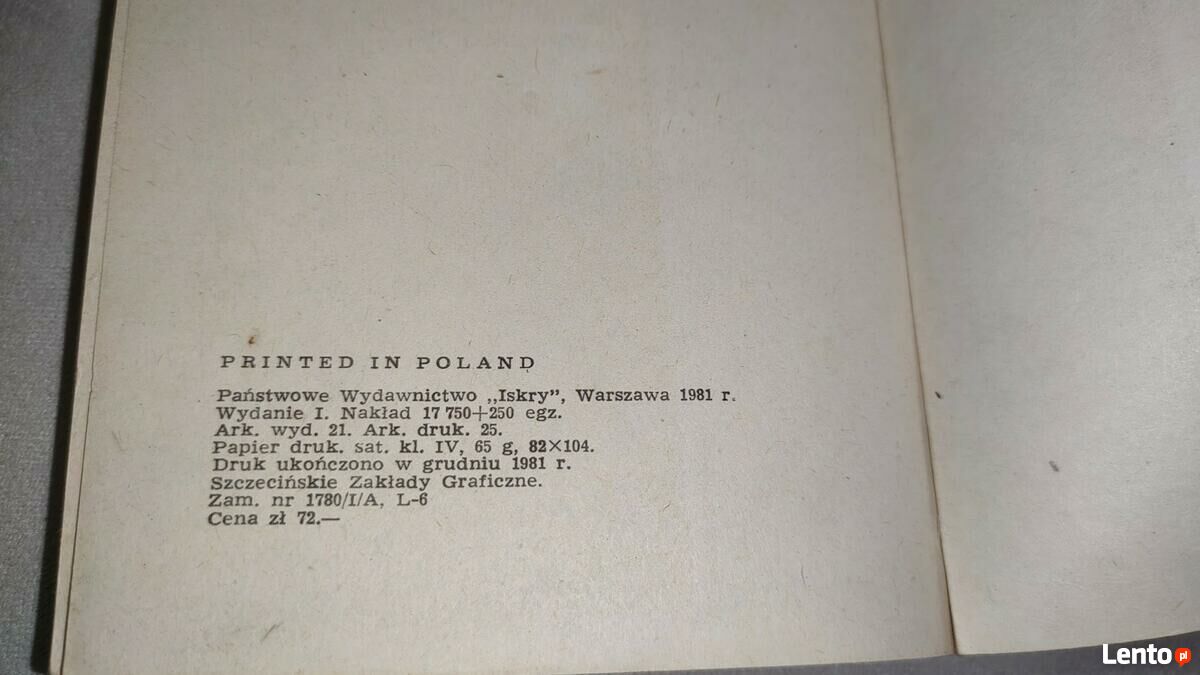 PRINTED IN POLAND
Państwowe Wydawnictwo „Iskry”, Warszawa 1981 r.
Wydanie I. Nakład 17 750+250 egz.
Ark. wyd. 21. Ark. druk. 25.
Papier druk. sat. kl. IV, 65 g, 82×104.
Druk ukończono w grudniu 1981 r.
Szczecińskie Zakłady Graficzne.
Zam. nr 1780/I/A, L-6
Cena zł 72.—
Lento.pl